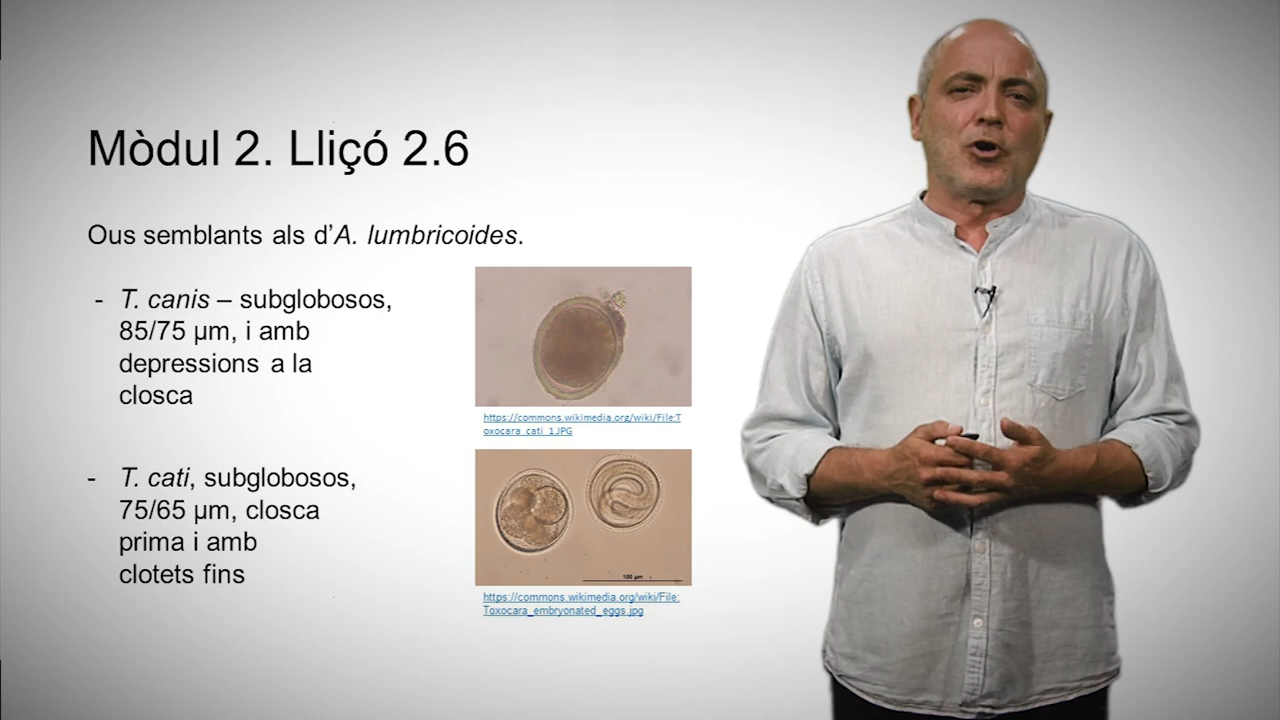 Mòdul 2. Lliçó 2.6
Ous semblants als d’A. lumbricoides.
- T. canis – subglobosos,
85/75 µm, i amb
depressions a la
closca
https://commons.wikimedia.org/wiki/File:T
oxocara_cati_1.JPG
- T. cati, subglobosos,
75/65 µm, closca
prima i amb
clotets fins
100 µm
https://commons.wikimedia.org/wiki/File:
Toxocara_embryonated_eggs.jpg